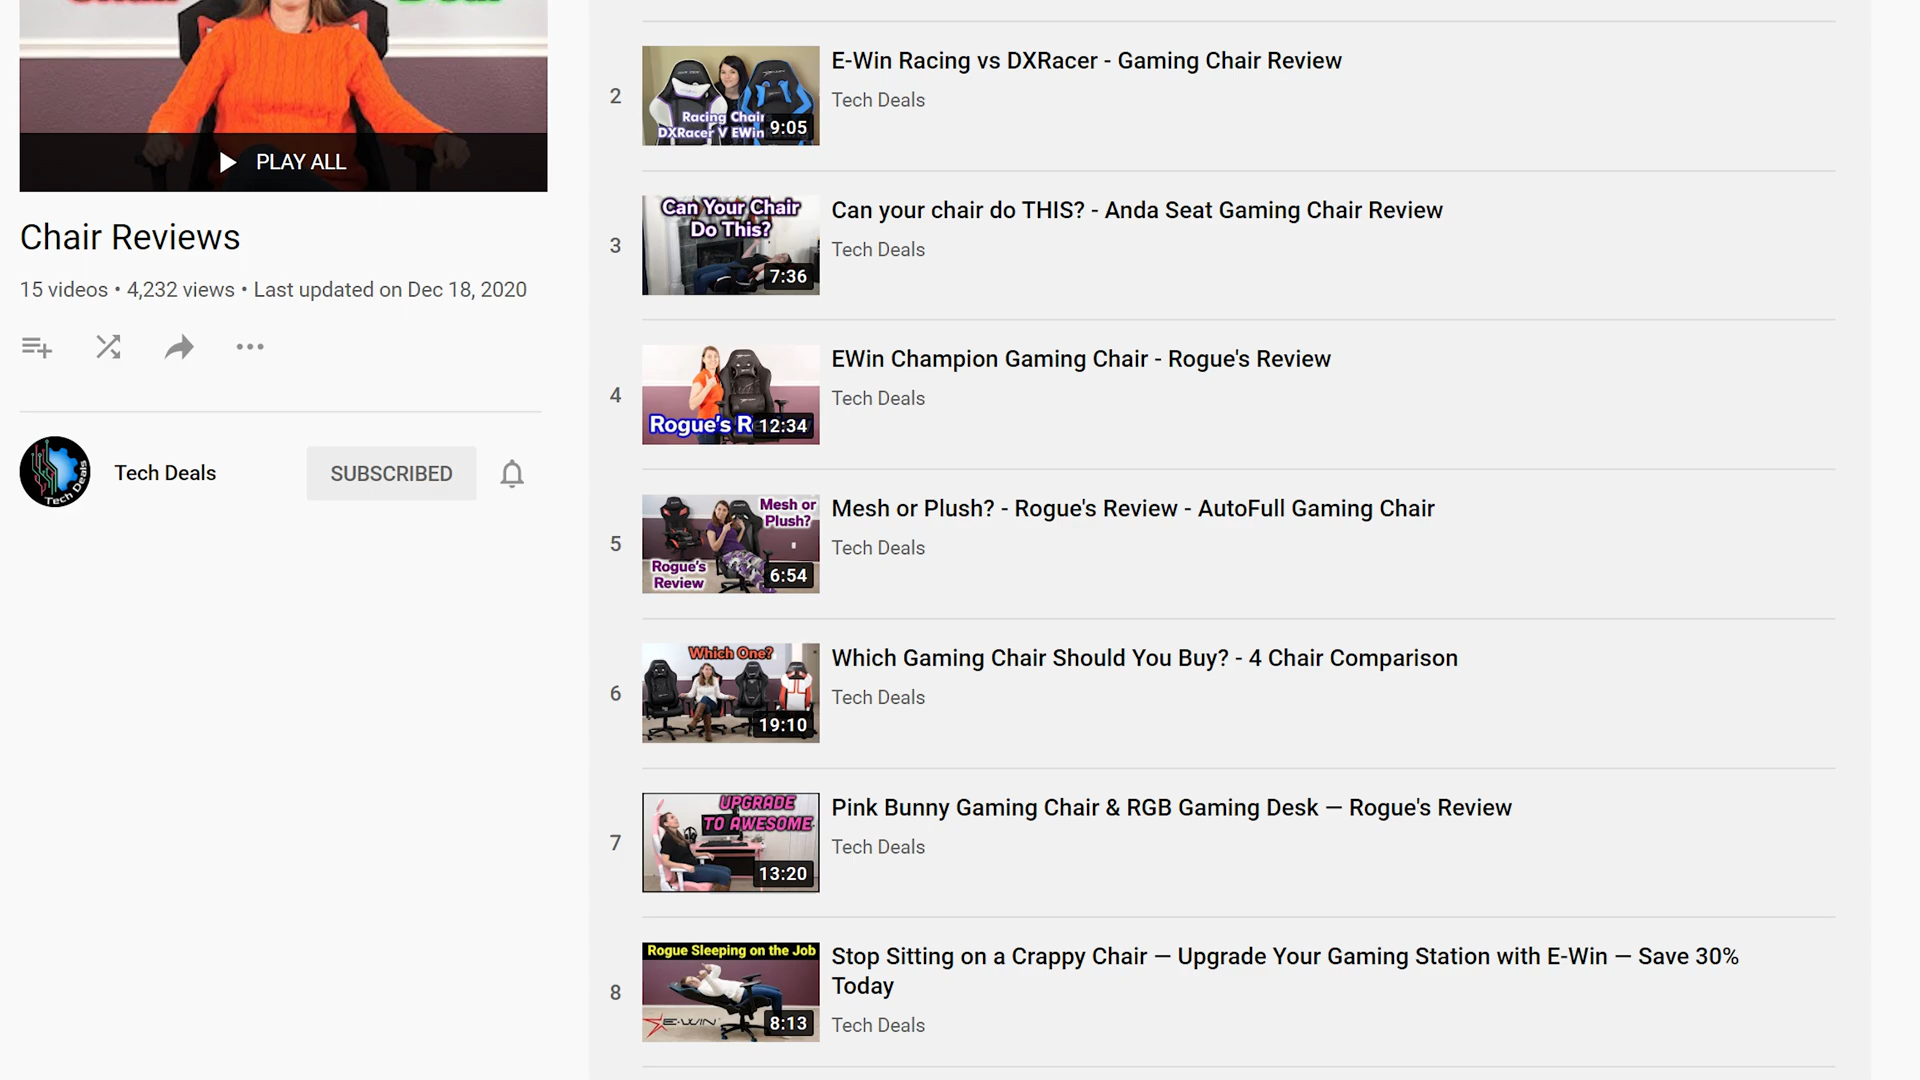 PLAY ALL
Chair Reviews
15 videos • 4,232 views • Last updated on Dec 18, 2020
Tech Deals
Tech Deals
SUBSCRIBED
2
Racing Chair
DXRacer V EWin
9:05
E-Win Racing vs DXRacer - Gaming Chair Review
Tech Deals
3
Can Your Chair
Do This?
7:36
Can your chair do THIS? - Anda Seat Gaming Chair Review
Tech Deals
4
Rogue's R
12:34
EWin Champion Gaming Chair - Rogue's Review
Tech Deals
5
Mesh or
Plush?
Rogue's
Review
6:54
Mesh or Plush? - Rogue's Review - AutoFull Gaming Chair
Tech Deals
6
Which One?
19:10
Which Gaming Chair Should You Buy? - 4 Chair Comparison
Tech Deals
7
UPGRADE
TO AWESOME
13:20
Pink Bunny Gaming Chair & RGB Gaming Desk — Rogue's Review
Tech Deals
8
Rogue Sleeping on the Job
E-WIN
8:13
Stop Sitting on a Crappy Chair — Upgrade Your Gaming Station with E-Win — Save 30%
Today
Tech Deals